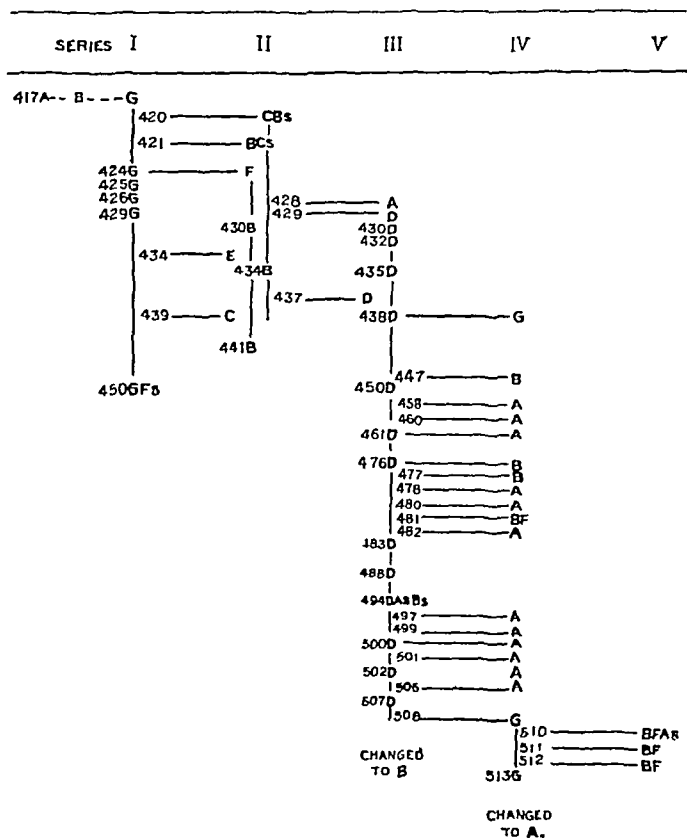 SERIES I II III IV V
417A-- B ---G
420 CBs
421 BCs
424G F
425G
426G
428 A
429G 429 D
430B 430D
432D
434 E
434B 435D
437 D
439 C 438D G
441B
447 B
450GFs 450D
458 A
460 A
461D A
476D B
477 B
478 A
480 A
481 BF
482 A
483D
488D
494DABBs
497 A
499 A
500D A
501 A
502D A
506 A
507D
508 G
510 BFAs
511 BF
512 BF
513G
CHANGED
TO B
CHANGED
TO A.